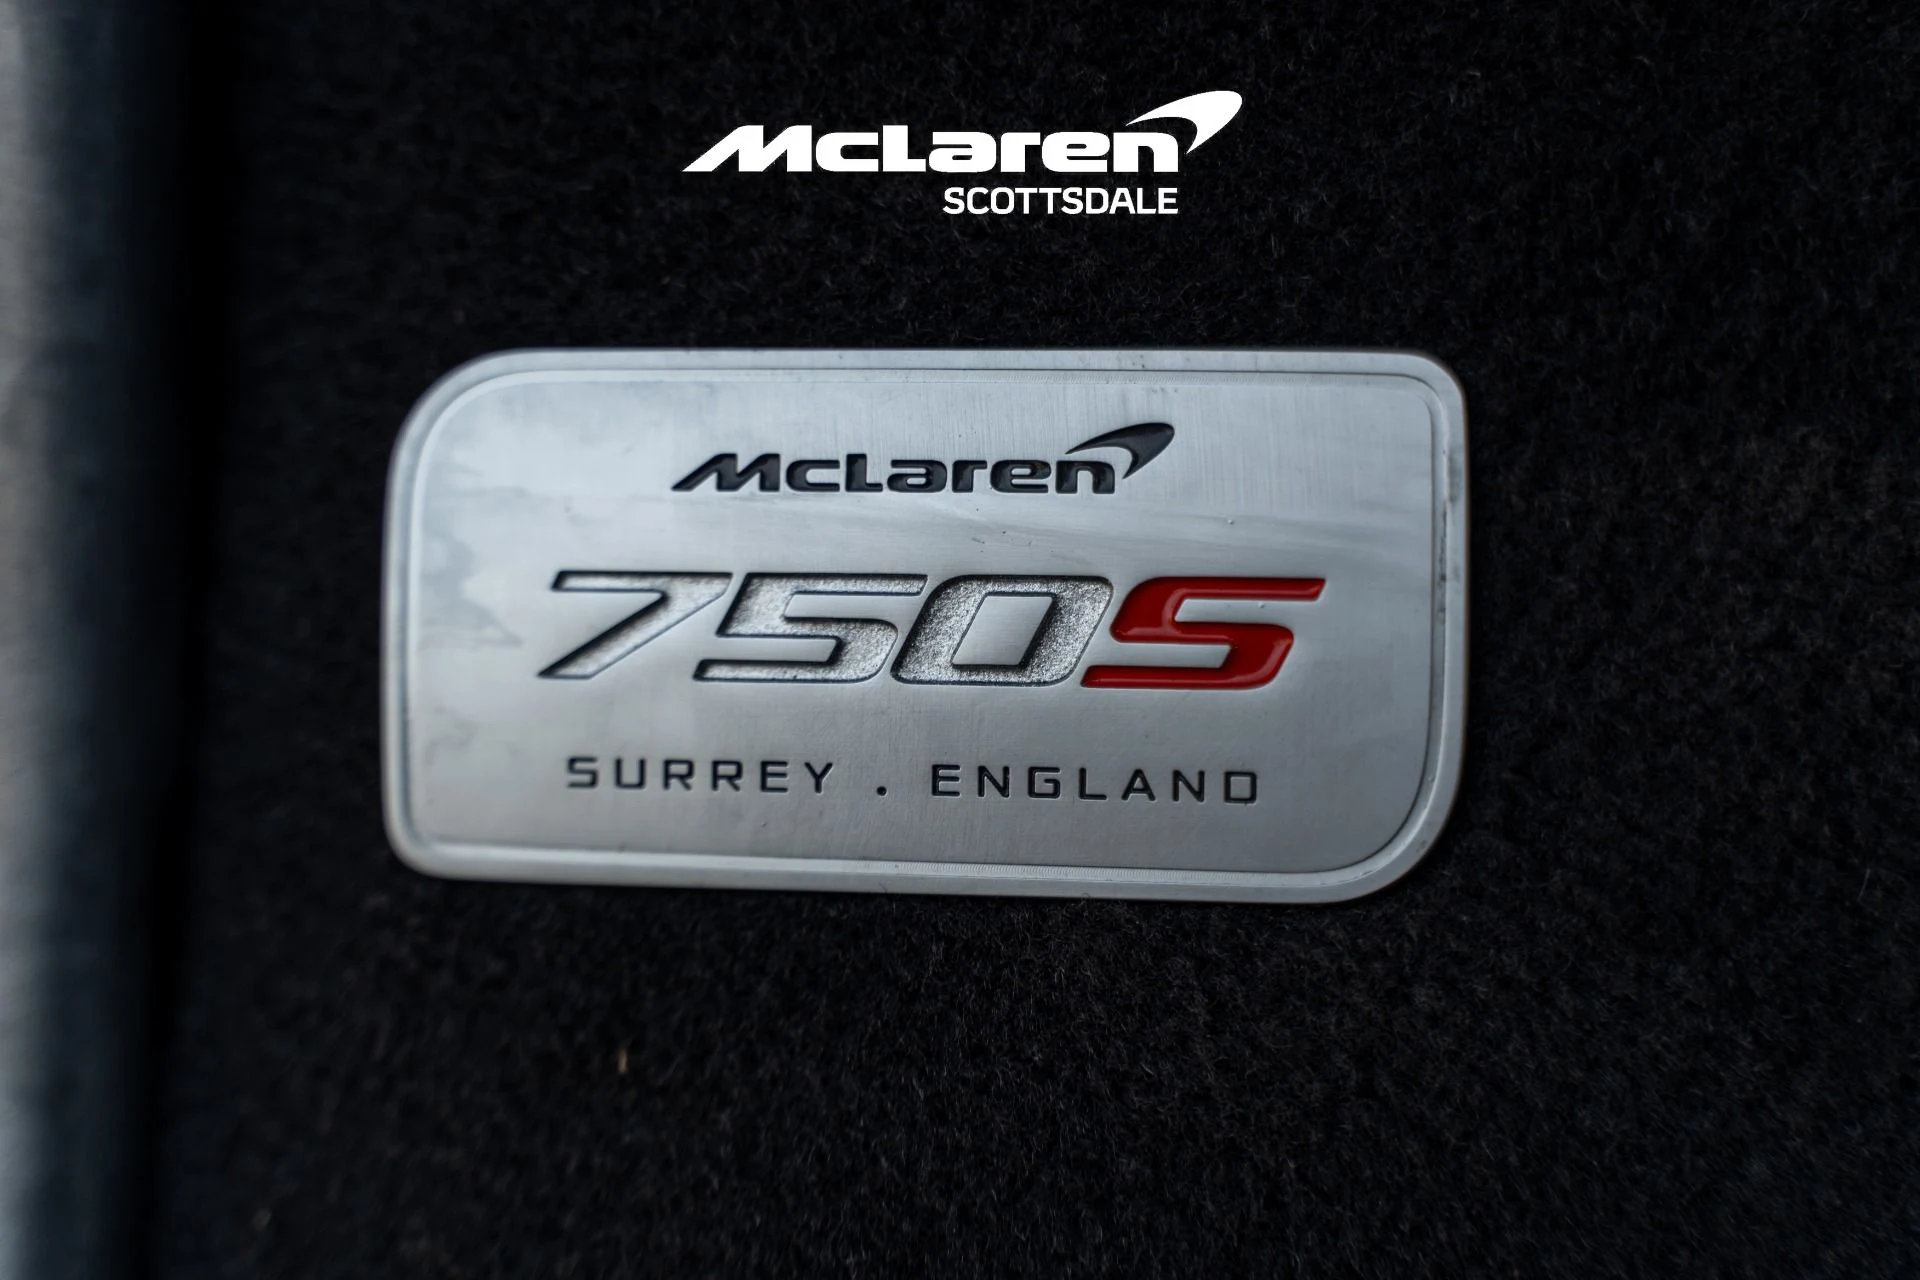 McLaren
SCOTTSDALE
McLaren
750S
SURREY . ENGLAND